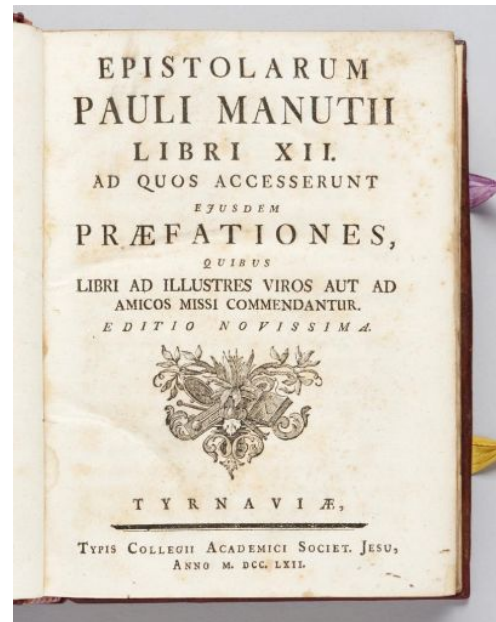 EPISTOLARUM
PAULI MANUTII
LIBRI XII.
AD QUOS ACCESSERUNT
EJUSDEM
PRÆFATIONES,
QUIBUS
LIBRI AD ILLUSTRES VIROS AUT AD
AMICOS MISSI COMMENDANTUR.
EDITIO NOVISSIMA.
TYRNAVIÆ,
TYPIS COLLEGII ACADEMICI SOCIET. JESU,
ANNO M. DCC. LXII.